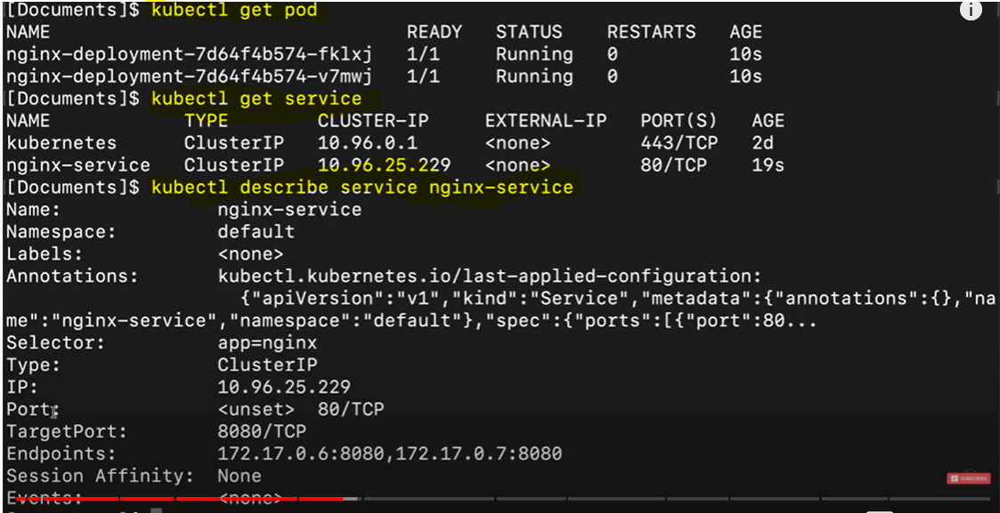 [Documents]$ kubectl get pod
NAME READY STATUS RESTARTS AGE
nginx-deployment-7d64f4b574-fklxj 1/1 Running 0 10s
nginx-deployment-7d64f4b574-v7mwj 1/1 Running 0 10s
[Documents]$ kubectl get service
NAME TYPE CLUSTER-IP EXTERNAL-IP PORT(S) AGE
kubernetes ClusterIP 10.96.0.1 <none> 443/TCP 2d
nginx-service ClusterIP 10.96.25.229 <none> 80/TCP 19s
[Documents]$ kubectl describe service nginx-service
Name: nginx-service
Namespace: default
Labels: <none>
Annotations: kubectl.kubernetes.io/last-applied-configuration:
{"apiVersion":"v1","kind":"Service","metadata":{"annotations":{},"na
me":"nginx-service","namespace":"default"},"spec":{"ports":[{"port":80...
Selector: app=nginx
Type: ClusterIP
IP: 10.96.25.229
Port: <unset> 80/TCP
TargetPort: 8080/TCP
Endpoints: 172.17.0.6:8080,172.17.0.7:8080
Session Affinity: None
SUBSCRIBE
Events: <none>